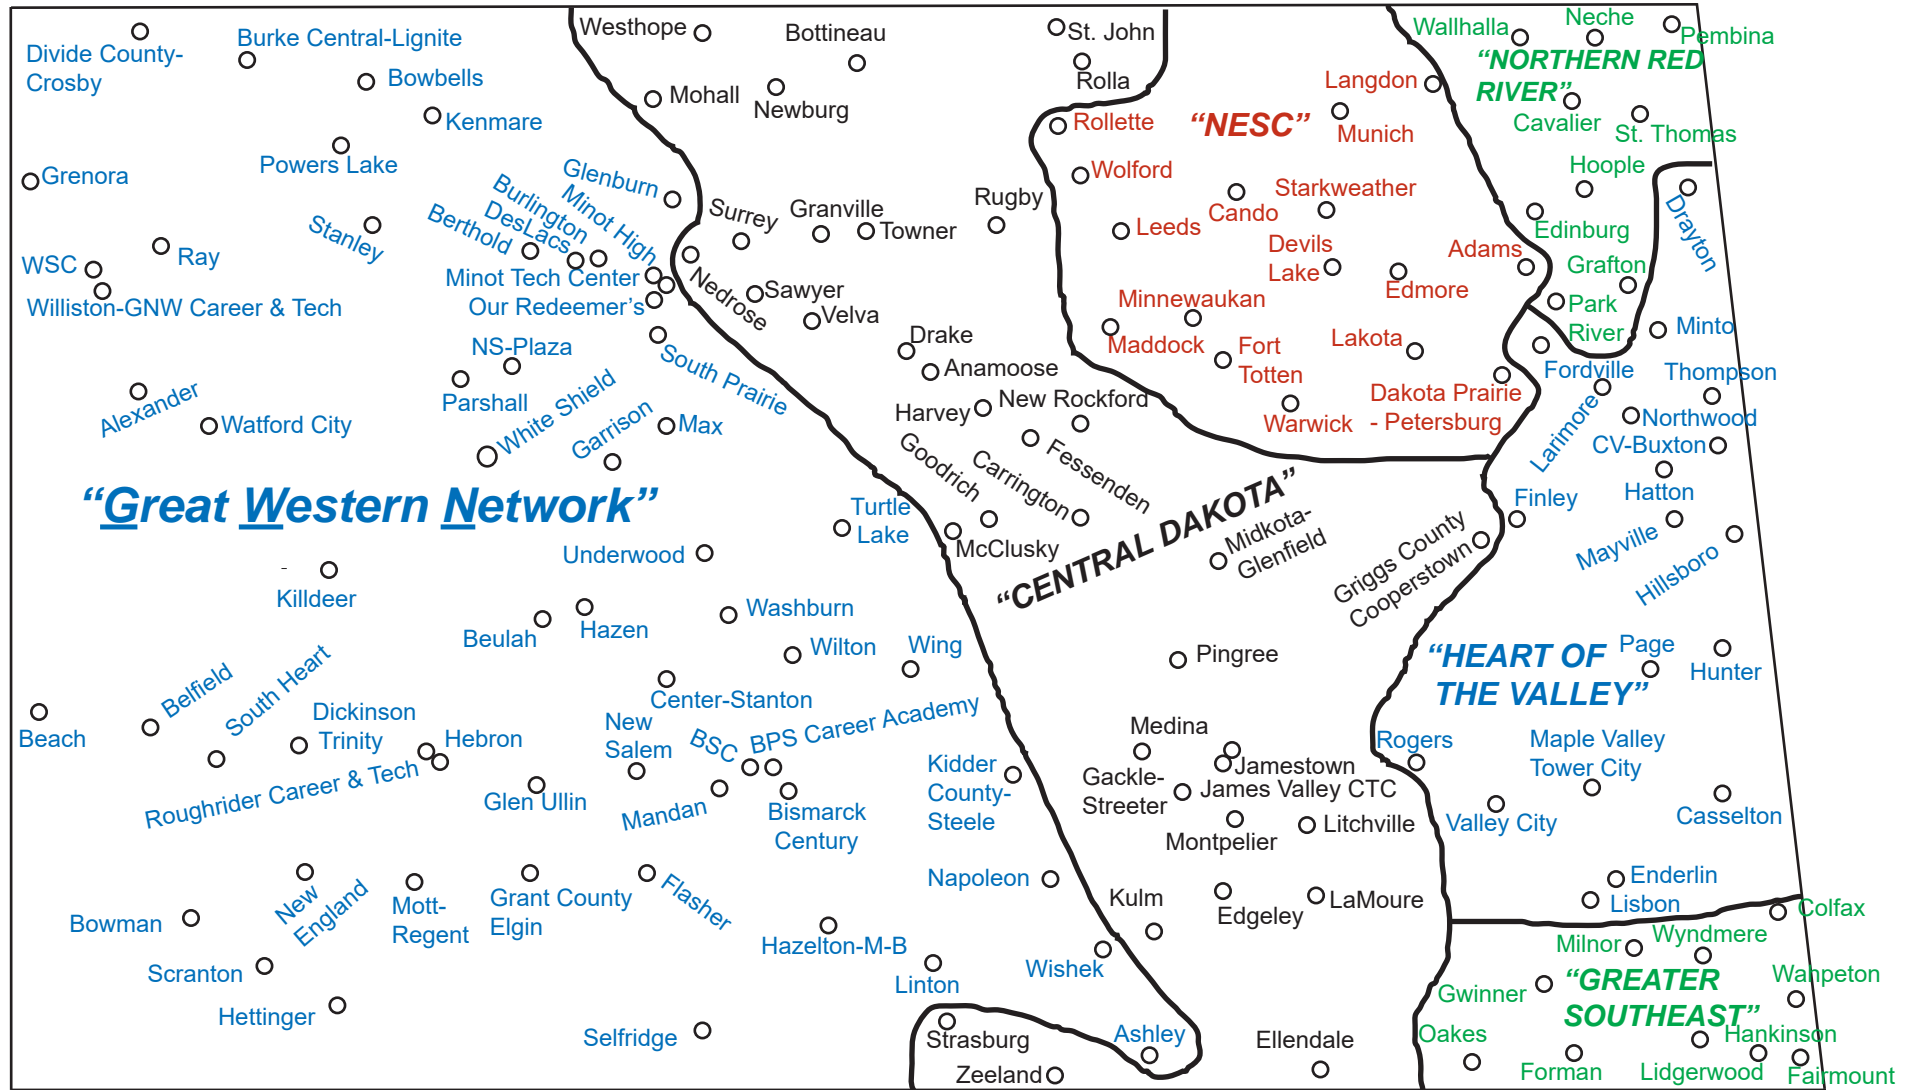 Divide County-
Crosby
Burke Central-Lignite
Bowbells
Kenmare
Powers Lake
Grenora
Stanley
Ray
WSC
Williston-GNW Career & Tech
Glenburn
Minot High
Burlington
DesLacs
Berthold
Minot Tech Center
Our Redeemer's
South Prairie
NS-Plaza
Parshall
White Shield
Garrison
Max
Alexander
Watford City
“Great Western Network”
Turtle
Lake
Underwood
-
Killdeer
Beulah
Hazen
Washburn
Wilton
Wing
Center-Stanton
Belfield
South Heart
Dickinson
Trinity
Hebron
Roughrider Career & Tech
Beach
Glen Ullin
New
Salem
BSC
BPS Career Academy
Mandan
Bismarck
Century
Kidder
County-
Steele
Napoleon
Bowman
New
England
Mott-
Regent
Grant County
Elgin
Flasher
Scranton
Hettinger
Hazelton-M-B
Linton
Wishek
Selfridge
Ashley
Westhope
Bottineau
St. John
Rolla
Mohall
Newburg
Surrey
Granville
Towner
Rugby
Nedrose
Sawyer
Velva
Drake
Anamoose
Harvey
New Rockford
Fessenden
Goodrich
Carrington
McClusky
“CENTRAL DAKOTA”
Midkota-
Glenfield
Griggs County
Cooperstown
Pingree
Medina
Jamestown
James Valley CTC
Gackle-
Streeter
Montpelier
Litchville
Kulm
Edgeley
LaMoure
Strasburg
Zeeland
Ellendale
“NESC”
Langdon
Munich
Rollette
Wolford
Leeds
Cando
Starkweather
Devils
Lake
Adams
Edmore
Minnewaukan
Maddock
Fort
Totten
Lakota
Warwick
Dakota Prairie
- Petersburg
Wallhalla
Neche
Pembina
“NORTHERN RED
RIVER”
Cavalier
St. Thomas
Hoople
Edinburg
Grafton
Park
River
Drayton
Minto
Fordville
Thompson
Larimore
Northwood
CV-Buxton
Hatton
Finley
Mayville
Hillsboro
“HEART OF
THE VALLEY”
Page
Hunter
Rogers
Maple Valley
Tower City
Valley City
Casselton
Enderlin
Lisbon
Colfax
Milnor
Wyndmere
Wahpeton
“GREATER
SOUTHEAST”
Gwinner
Oakes
Hankinson
Forman
Lidgerwood
Fairmount